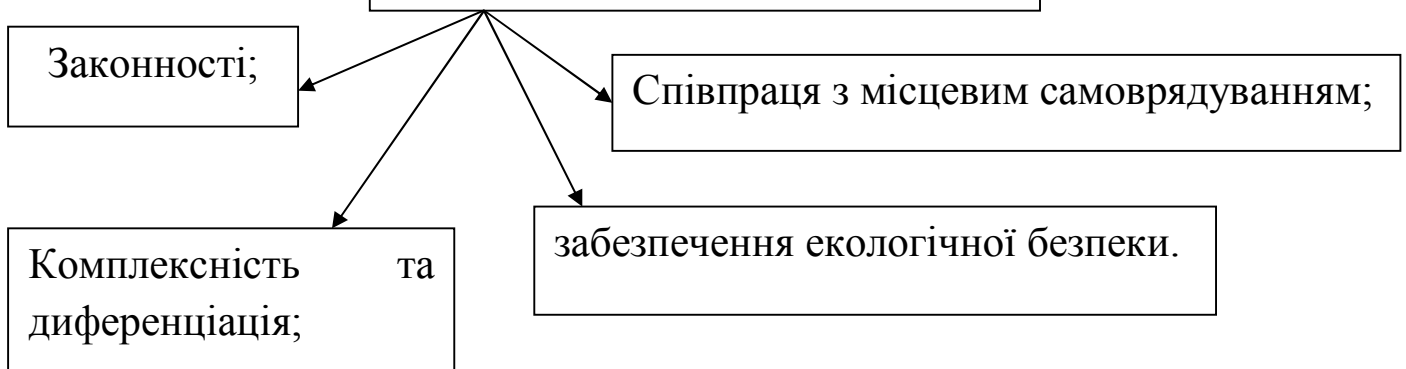 Законності;
Співпраця з місцевим самоврядуванням;
забезпечення екологічної безпеки.
Комплексність та
диференціація;